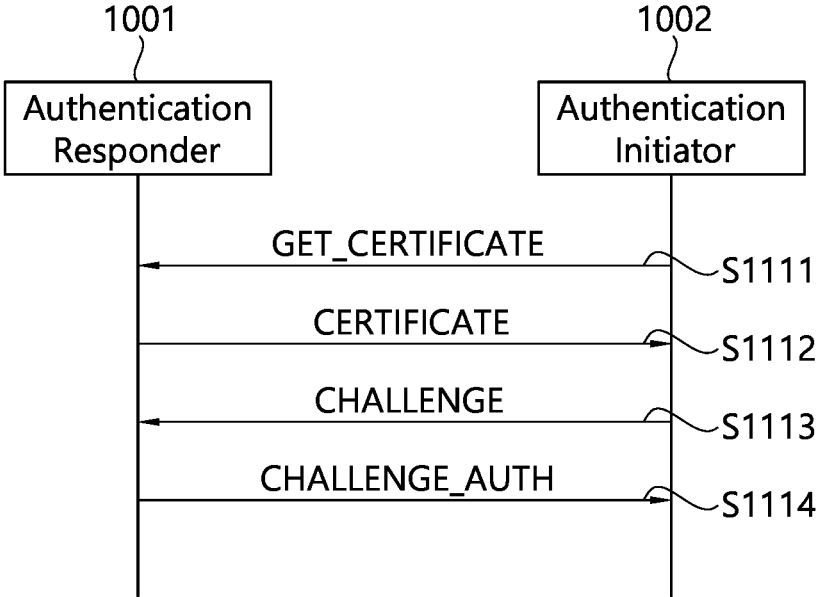 1001
1002
Authentication
Responder
Authentication
Initiator
GET_CERTIFICATE
S1111
CERTIFICATE
S1112
CHALLENGE
S1113
CHALLENGE_AUTH
S1114